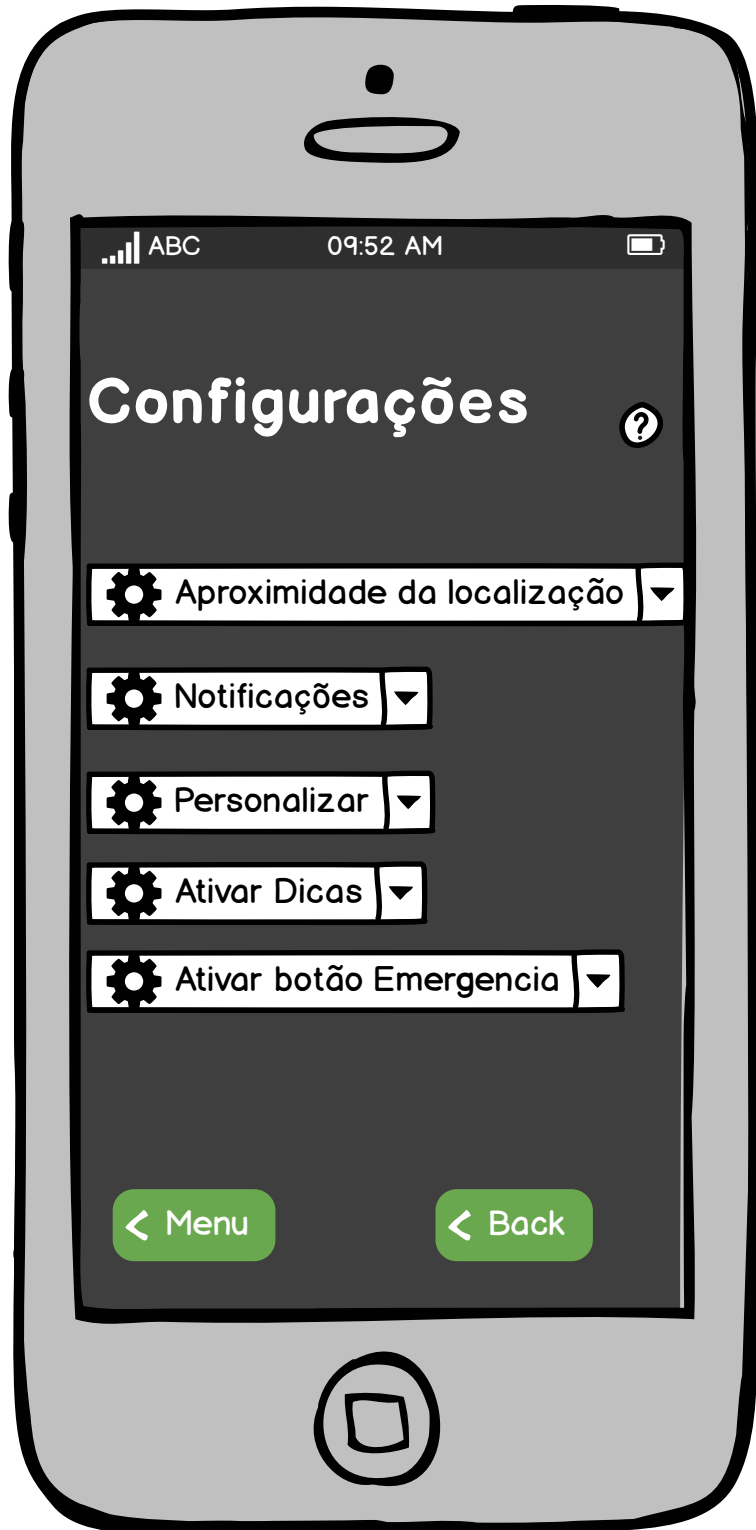 ABC 09:52 AM
Configurações
?
Aproximidade da localização
Notificações
Personalizar
Ativar Dicas
Ativar botão Emergencia
Menu Back